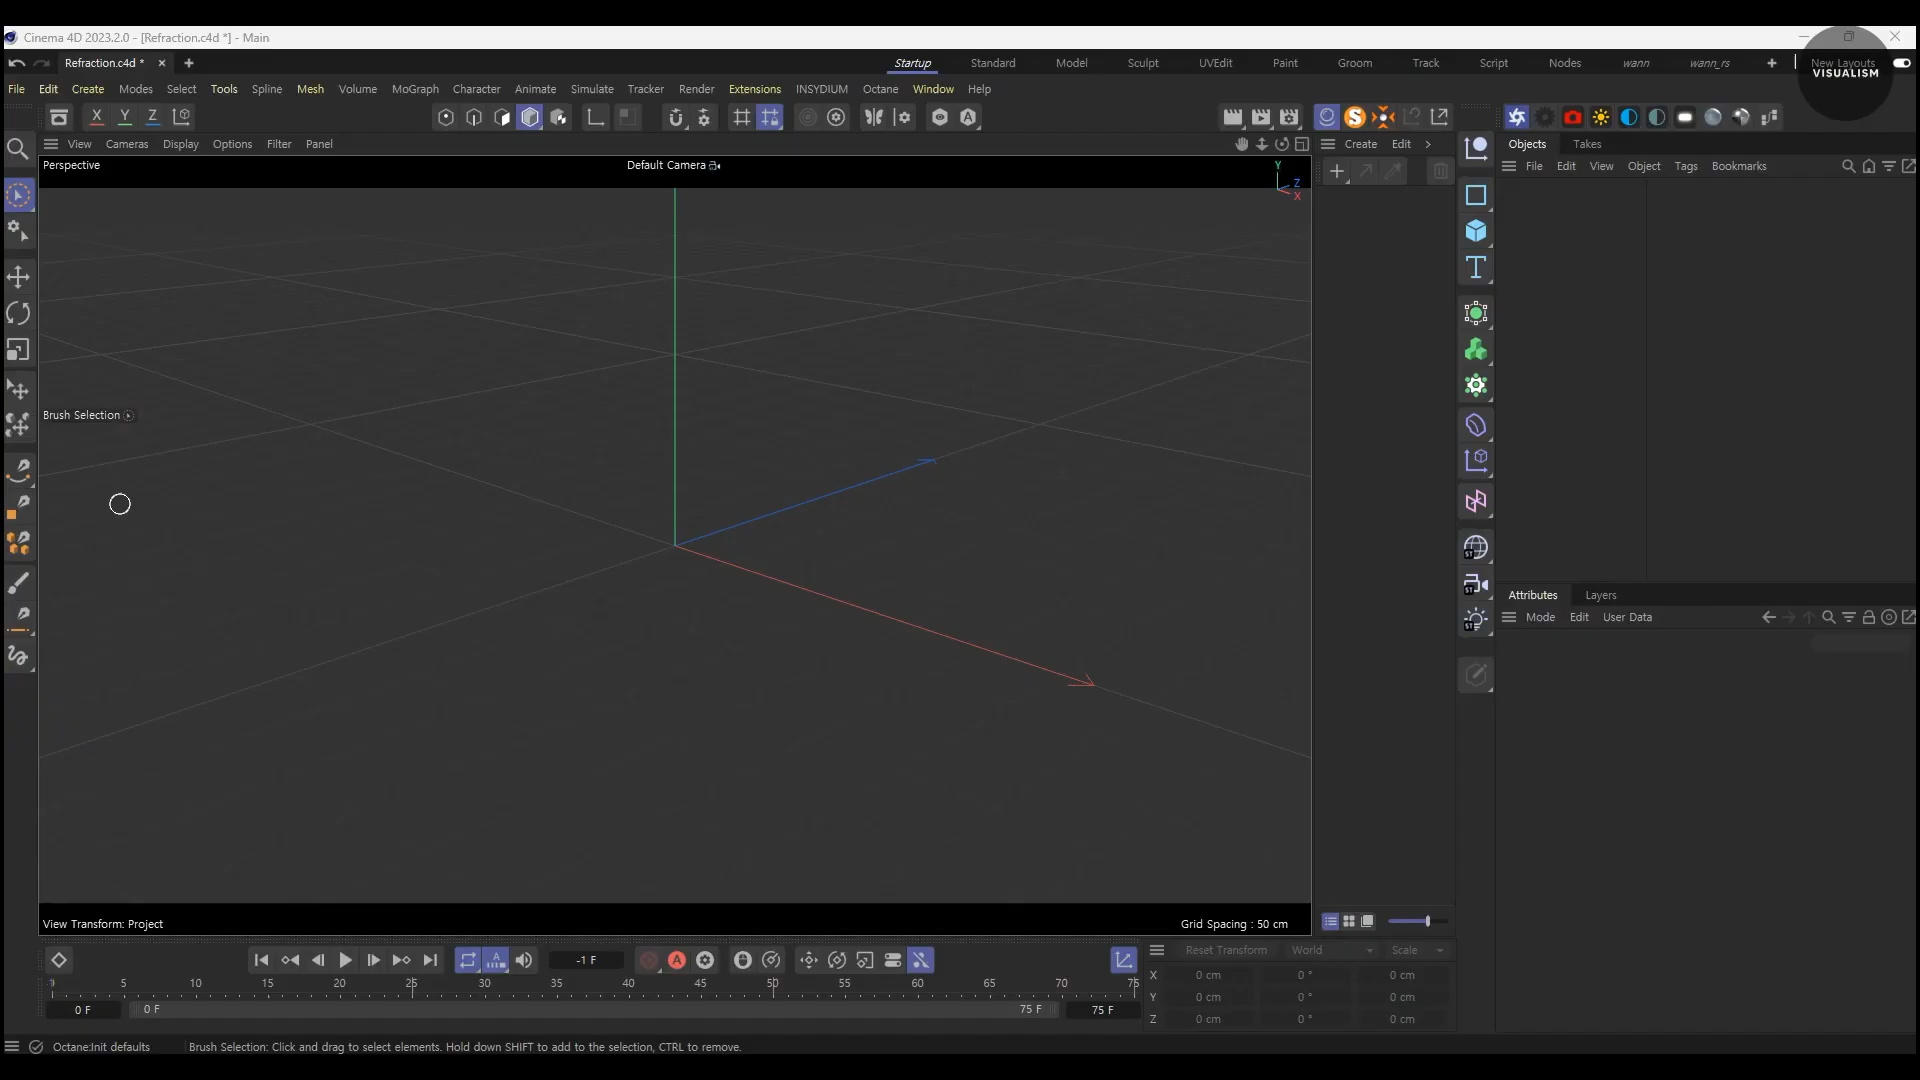 Cinema 4D 2023.2.0 - [Refraction.c4d *] - Main
Refraction.c4d *
Startup Standard Model Sculpt UVEdit Paint Groom Track Script Nodes wann wann_rs New Layouts
VISUALISM
File Edit Create Modes Select Tools Spline Mesh Volume MoGraph Character Animate Simulate Tracker Render Extensions INSYDIUM Octane Window Help
X Y Z
View Cameras Display Options Filter Panel
Create Edit
Objects Takes
File Edit View Object Tags Bookmarks
Perspective
Default Camera
Y
Z
X
Brush Selection
Attributes Layers
Mode Edit User Data
View Transform: Project
Grid Spacing : 50 cm
-1 F
0 5 10 15 20 25 30 35 40 45 50 55 60 65 70 75
0 F 0 F 75 F 75 F
Reset Transform World Scale
X 0 cm 0 ° 0 cm
Y 0 cm 0 ° 0 cm
Z 0 cm 0 ° 0 cm
Octane:Init defaults
Brush Selection: Click and drag to select elements. Hold down SHIFT to add to the selection, CTRL to remove.